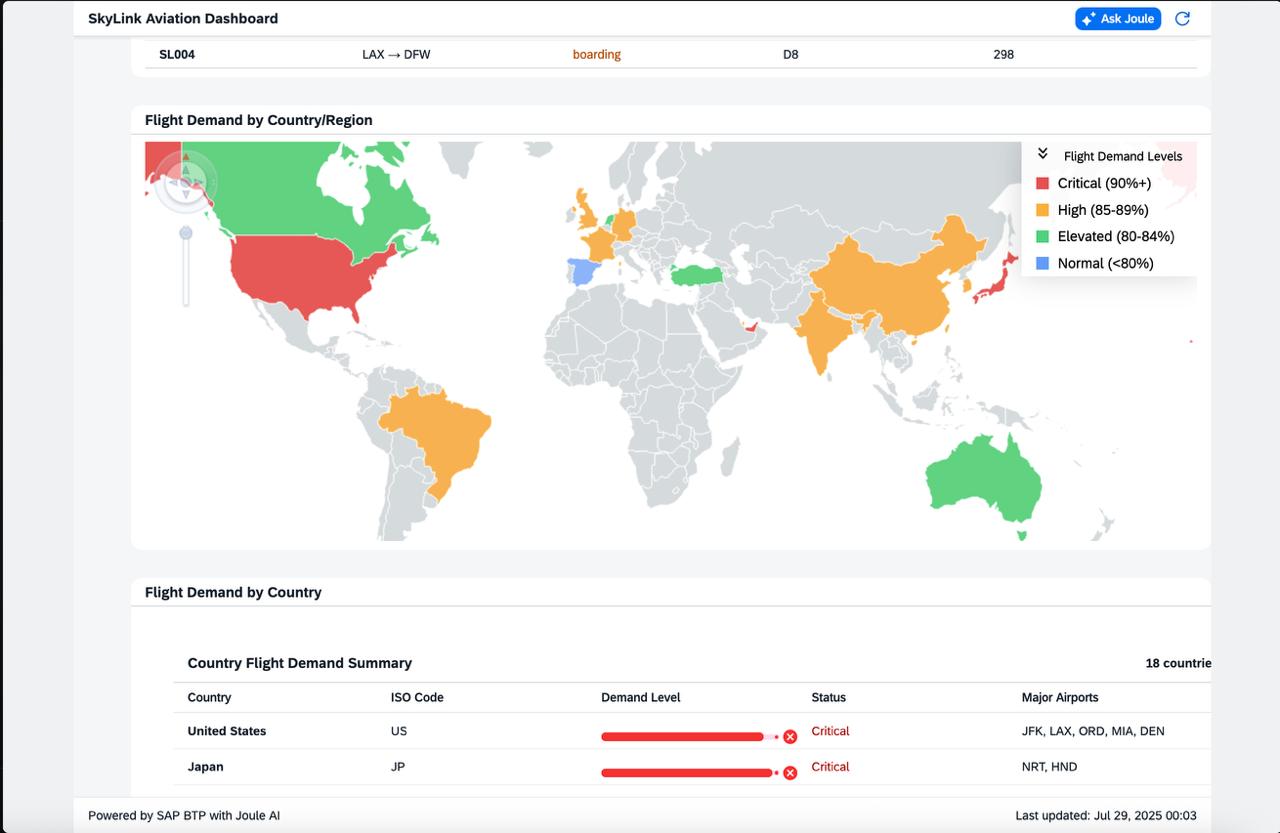 SkyLink Aviation Dashboard
Ask Joule
SL004 LAX → DFW boarding D8 298
Flight Demand by Country/Region
Flight Demand Levels
Critical (90%+)
High (85-89%)
Elevated (80-84%)
Normal (<80%)
Flight Demand by Country
Country Flight Demand Summary 18 countrie
Country ISO Code Demand Level Status Major Airports
United States US Critical JFK, LAX, ORD, MIA, DEN
Japan JP Critical NRT, HND
Powered by SAP BTP with Joule AI Last updated: Jul 29, 2025 00:03